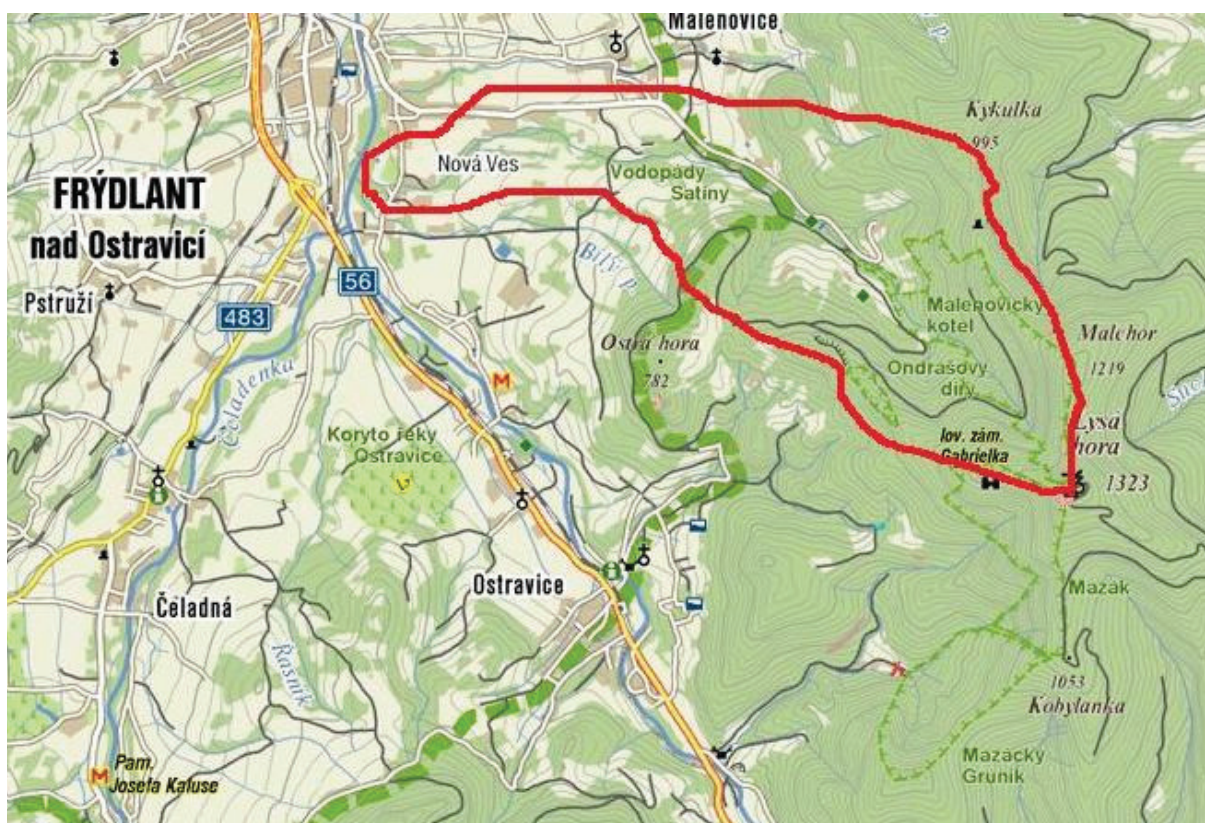 Malenovice
Kykulka
995
Nová Ves
Vodopády
Satiny
FRÝDLANT
nad Ostravicí
Bílý p.
56
Pstruží
483
Malenovický
kotel
Malchor
1219
Ostrá hora
782
Ondrášovy
díry
Čeladenka
M
Koryto řeky
Ostravice
lov. zám.
Gabrielka
Lysá
hora
1323
Ostravice
Mazák
Čeladná
Řasník
1053
Kobylanka
Mazácký
Gruník
Pam.
Josefa Kaluse
M